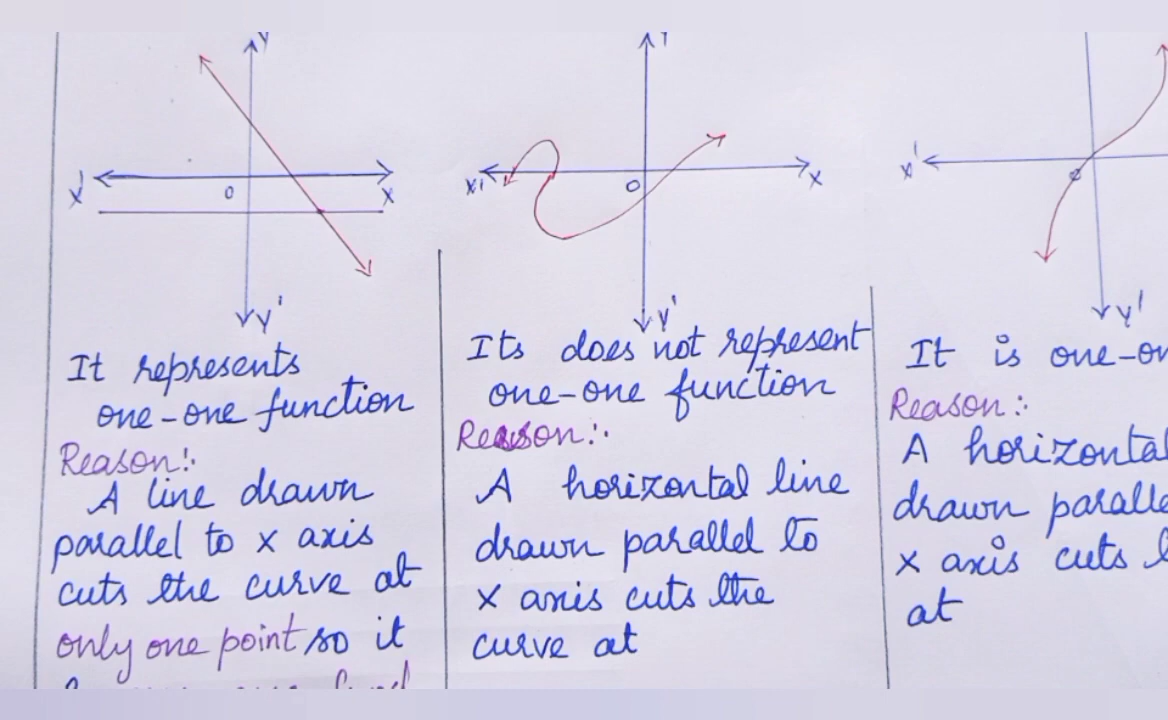 Y
X'
O
X
Y'
It represents
one-one function
Reason:-
A line drawn
parallel to x axis
cuts the curve at
only one point so it
Y
X'
O
X
Y'
Its does not represent
one-one function
Reason:-
A horizontal line
drawn parallel to
x axis cuts the
curve at
X'
O
Y'
It is one-on
Reason:-
A horizontal
drawn paralle
x axis cuts
at